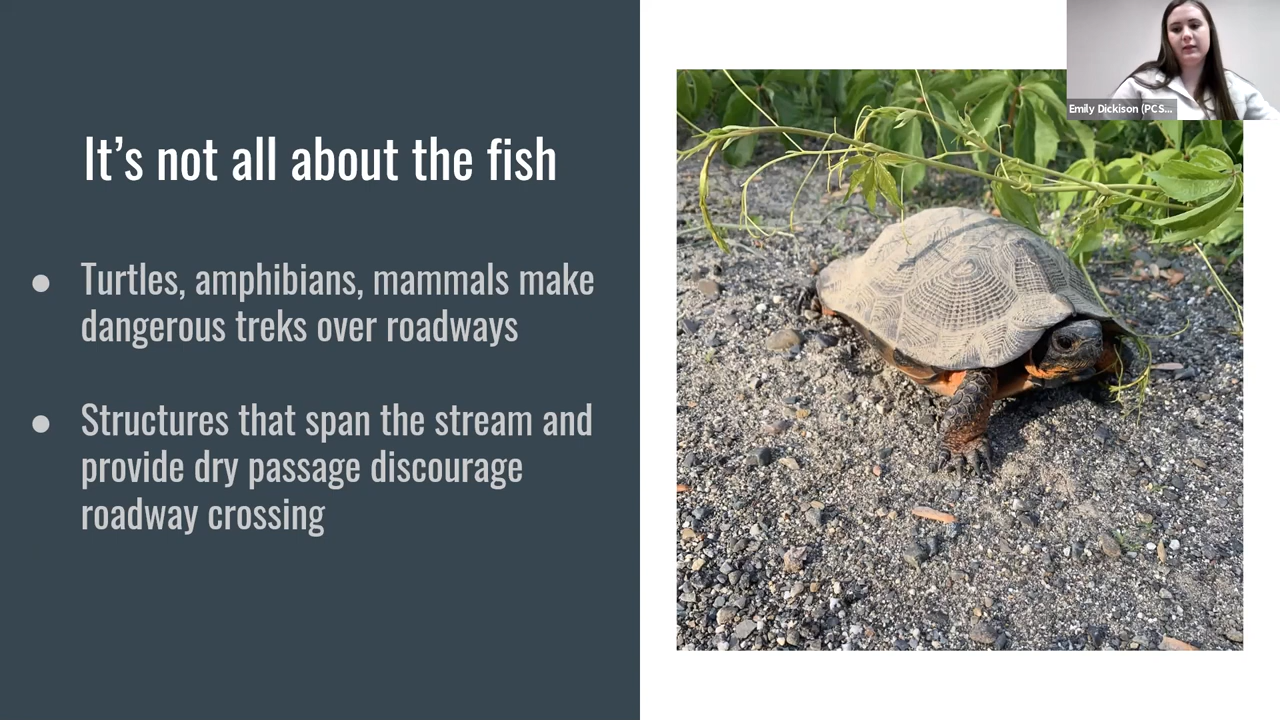 It’s not all about the fish
● Turtles, amphibians, mammals make
dangerous treks over roadways
● Structures that span the stream and
provide dry passage discourage
roadway crossing
Emily Dickison (PCS...